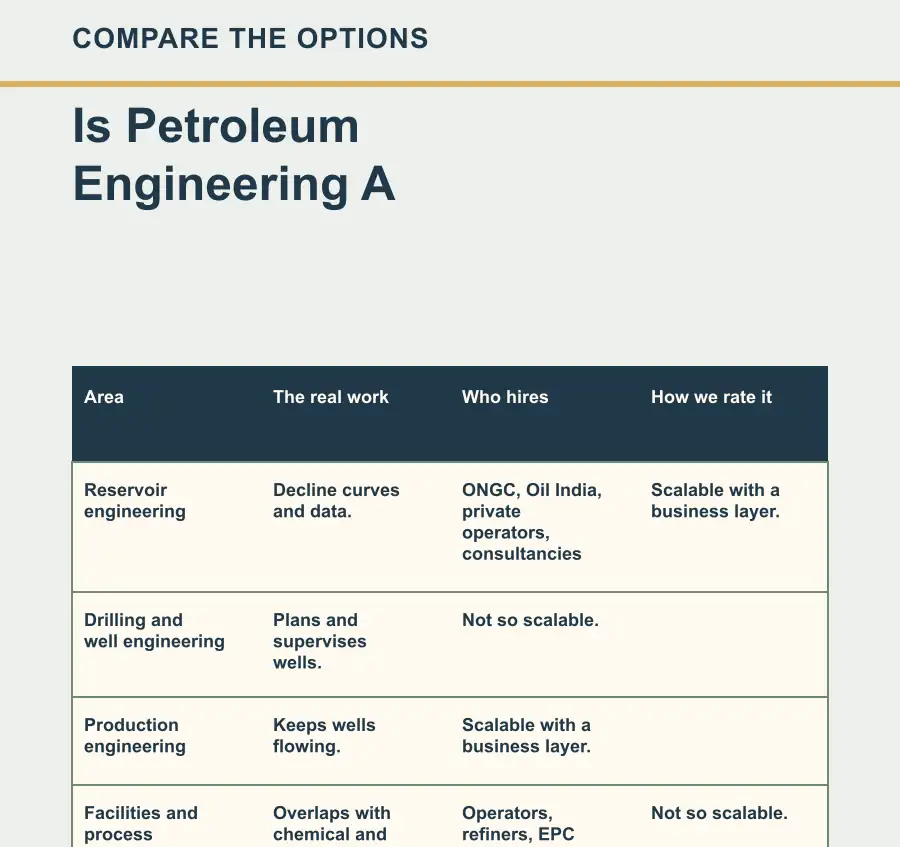 COMPARE THE OPTIONS
Is Petroleum
Engineering A
Area The real work Who hires How we rate it
Reservoir engineering Decline curves and data. ONGC, Oil India, private operators, consultancies Scalable with a business layer.
Drilling and well engineering Plans and supervises wells. Not so scalable.
Production engineering Keeps wells flowing. Scalable with a business layer.
Facilities and process Overlaps with chemical and Operators, refiners, EPC Not so scalable.